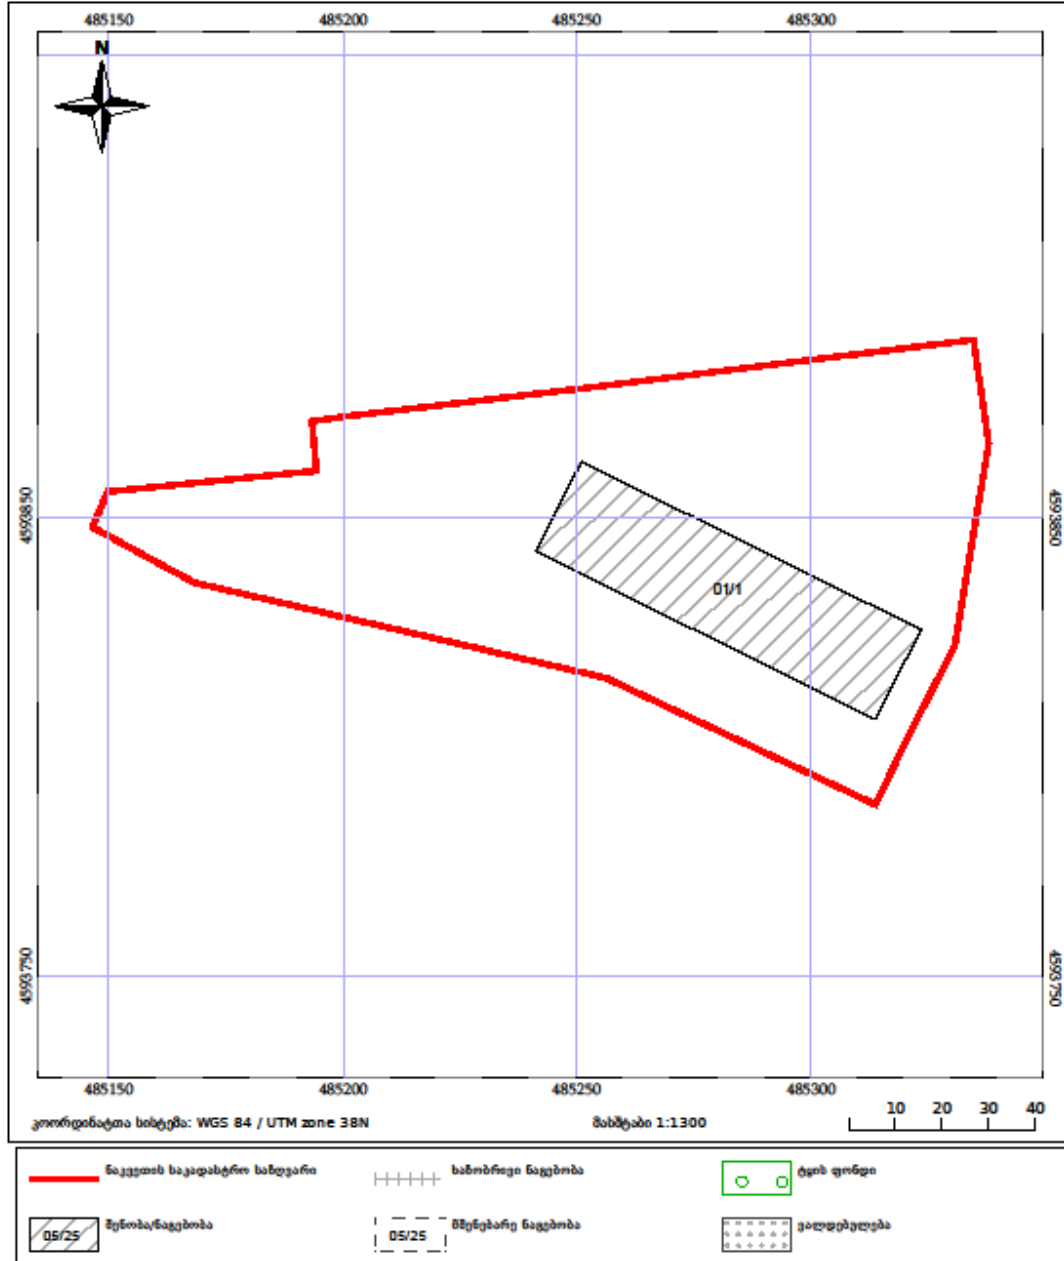 485150 485200 485250 485300
N
4593850 4593850
01/1
4593750 4593750
485150 485200 485250 485300
კოორდინატთა სისტემა: WGS 84 / UTM zone 38N მასშტაბი 1:1300 10 20 30 40
ნაკვეთის საკადასტრო საზღვარი ხაზობრივი ნაგებობა ტყის ფონდი
05/25 შენობა/ნაგებობა 05/25 მშენებარე ნაგებობა ვალდებულება